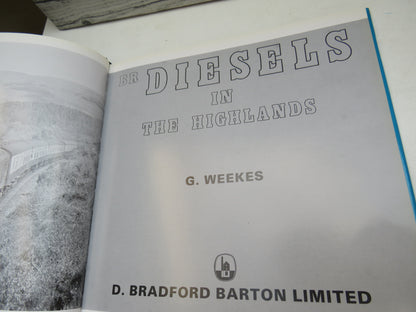 BR DIESELS
IN
THE HIGHLANDS
G. WEEKES
D. BRADFORD BARTON LIMITED